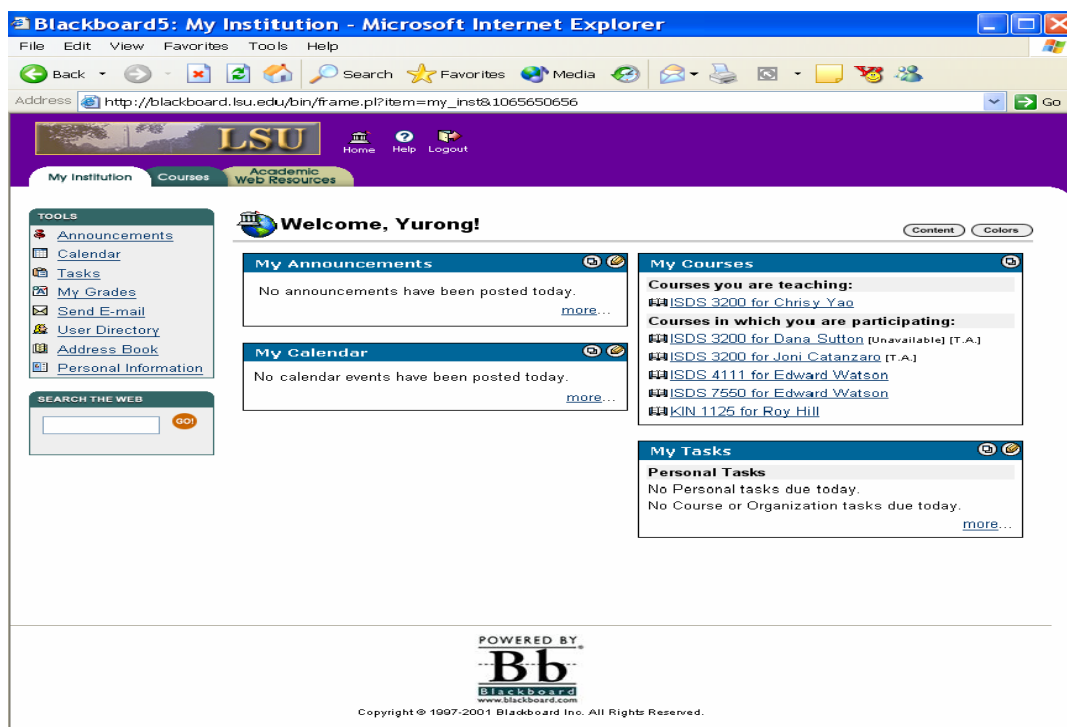 Blackboard5: My Institution - Microsoft Internet Explorer
File Edit View Favorites Tools Help
Back Search Favorites Media
Address http://blackboard.lsu.edu/bin/frame.pl?item=my_inst&1065650656 Go
LSU
Home Help Logout
My Institution Courses Academic Web Resources
TOOLS
Announcements
Calendar
Tasks
My Grades
Send E-mail
User Directory
Address Book
Personal Information
SEARCH THE WEB
GO!
Welcome, Yurong!
Content Colors
My Announcements
No announcements have been posted today.
more...
My Calendar
No calendar events have been posted today.
more...
My Courses
Courses you are teaching:
ISDS 3200 for Chrisy Yao
Courses in which you are participating:
ISDS 3200 for Dana Sutton [Unavailable] [T.A.]
ISDS 3200 for Joni Catanzaro [T.A.]
ISDS 4111 for Edward Watson
ISDS 7550 for Edward Watson
KIN 1125 for Roy Hill
My Tasks
Personal Tasks
No Personal tasks due today.
No Course or Organization tasks due today.
more...
POWERED BY
Bb
Blackboard
www.blackboard.com
Copyright © 1997-2001 Blackboard Inc. All Rights Reserved.